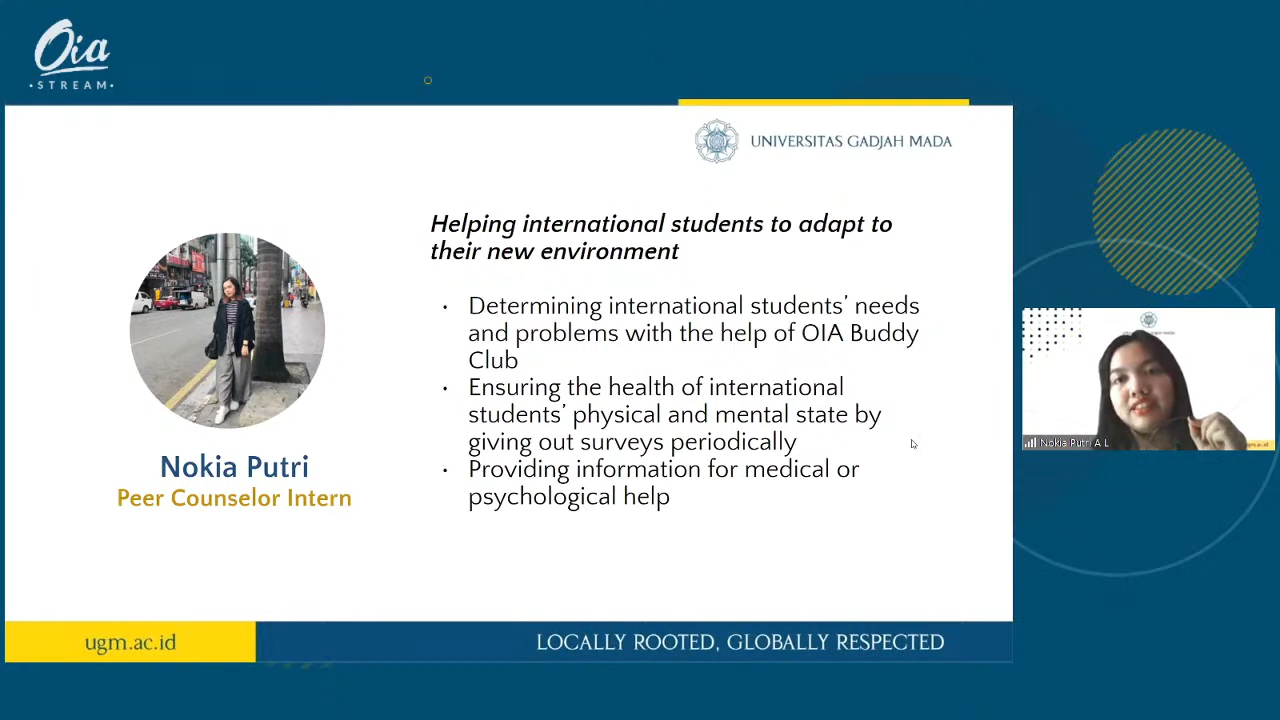 Oia
•STREAM•
UNIVERSITAS GADJAH MADA
Helping international students to adapt to
their new environment
• Determining international students’ needs
and problems with the help of OIA Buddy
Club
• Ensuring the health of international
students’ physical and mental state by
giving out surveys periodically
• Providing information for medical or
psychological help
Nokia Putri
Peer Counselor Intern
Nokia Putri A L
ugm.ac.id
LOCALLY ROOTED, GLOBALLY RESPECTED